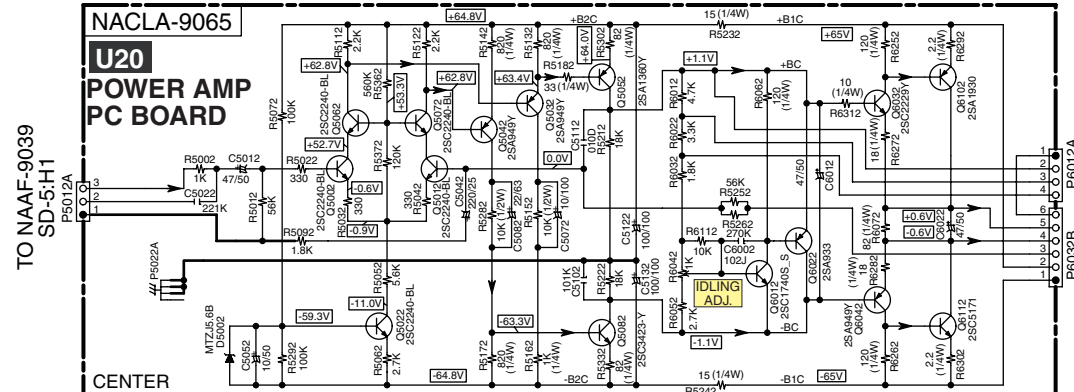 NACLA-9065
U20
POWER AMP
PC BOARD
TO NAAF-9039
SD-5:H1
P5012A
3
2
1
P5022A
CENTER
R5002
1K
C5012
47/50
C5022
221K
R5012
56K
R5022
330
R5092
1.8K
R5072
100K
R5112
2.2K
+62.8V
R5362
560K
+53.3V
R5122
2.2K
+64.8V
+62.8V
2SC2240-BL
Q5062
Q5072
2SC2240-BL
+52.7V
Q5002
2SC2240-BL
R5372
120K
-0.6V
R5032
330
-0.9V
330
R5042
Q5012
2SC2240-BL
C5042
220/25
R5052
5.6K
-11.0V
-59.3V
MTZJ5.6B
D5002
C5052
10/50
R5292
100K
Q5022
2SC2240-BL
R5062
2.7K
-64.8V
R5142
820
(1/4W)
R5132
820
(1/4W)
+63.4V
R5182
33 (1/4W)
+B2C
+64.0V
R5302
82
(1/4W)
Q5052
2SA1360Y
Q5042
2SA949Y
Q5032
2SA949Y
C5112
010D
R5212
18K
0.0V
R5282
10K (1/2W)
C5082
22/63
R5152
10K (1/2W)
C5072
10/100
C5122
100/100
C5102
101K
R5222
18K
C5132
100/100
-63.3V
R5172
820
(1/4W)
R5162
1K
(1/4W)
Q5082
2SC3423-Y
R5332
82
(1/4W)
-B2C
15 (1/4W)
R5232
+B1C
+1.1V
+BC
R6012
4.7K
R6022
3.3K
R6032
1.8K
R6062
120
(1/4W)
56K
R5252
R5262
270K
R6112
10K
C6002
102J
R6042
1K
IDLING
ADJ.
R6052
2.7K
Q6012
2SC1740S_S
Q6022
2SA933
47/50
C6012
-1.1V
-BC
15 (1/4W)
R5242
-B1C
-65V
+65V
120
(1/4W)
R6252
2.2
(1/4W)
R6292
10
(1/4W)
R6312
2SC2229Y
Q6102
2SA1930
18 (1/4W)
R6272
82 (1/4W)
R6072
+0.6V
-0.6V
C6022
47/50
(1/4W)
18
R6282
2SA949Y
Q6042
Q6112
2SC5171
120
(1/4W)
R6262
2.2
(1/4W)
R6302
P6012A
1
2
3
4
P6032B
6
5
4
3
2
1